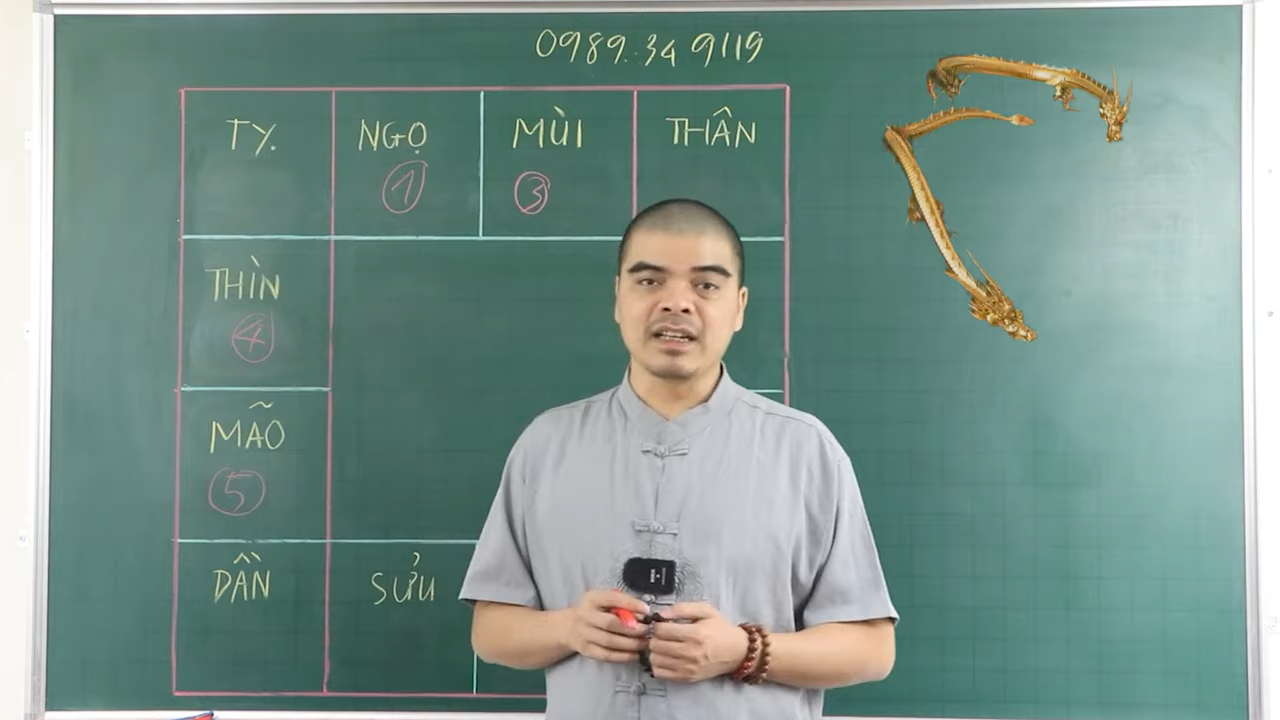 0989.34 9119
TỴ. NGỌ MÙI THÂN
1 3
THÌN
4
MÃO
5
DẦN SỬU